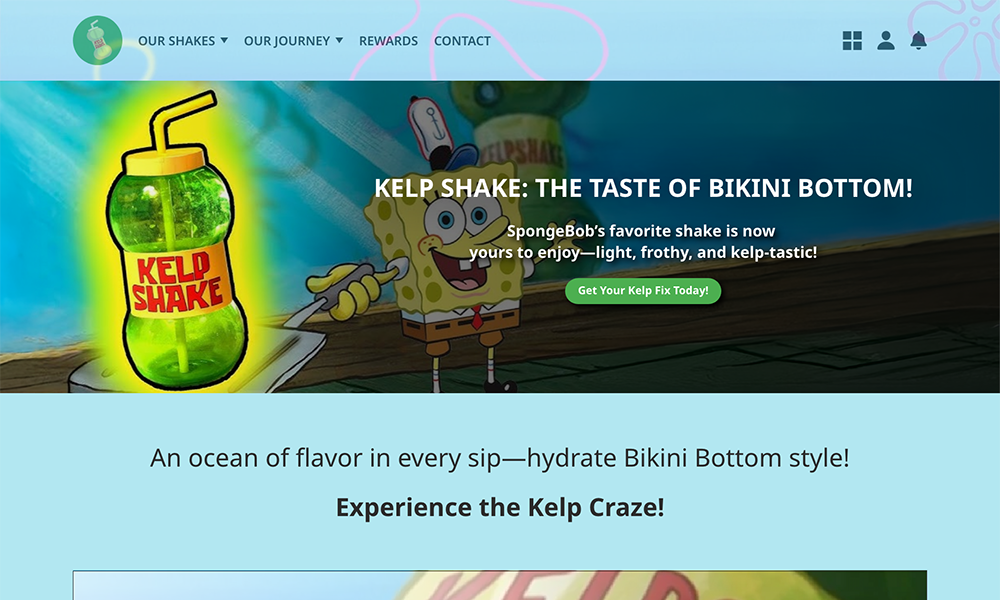 OUR SHAKES
OUR JOURNEY
REWARDS
CONTACT
KELPSHAKE
KELP SHAKE: THE TASTE OF BIKINI BOTTOM!
SpongeBob’s favorite shake is now
yours to enjoy—light, frothy, and kelp-tastic!
KELP
SHAKE
Get Your Kelp Fix Today!
An ocean of flavor in every sip—hydrate Bikini Bottom style!
Experience the Kelp Craze!
KELP